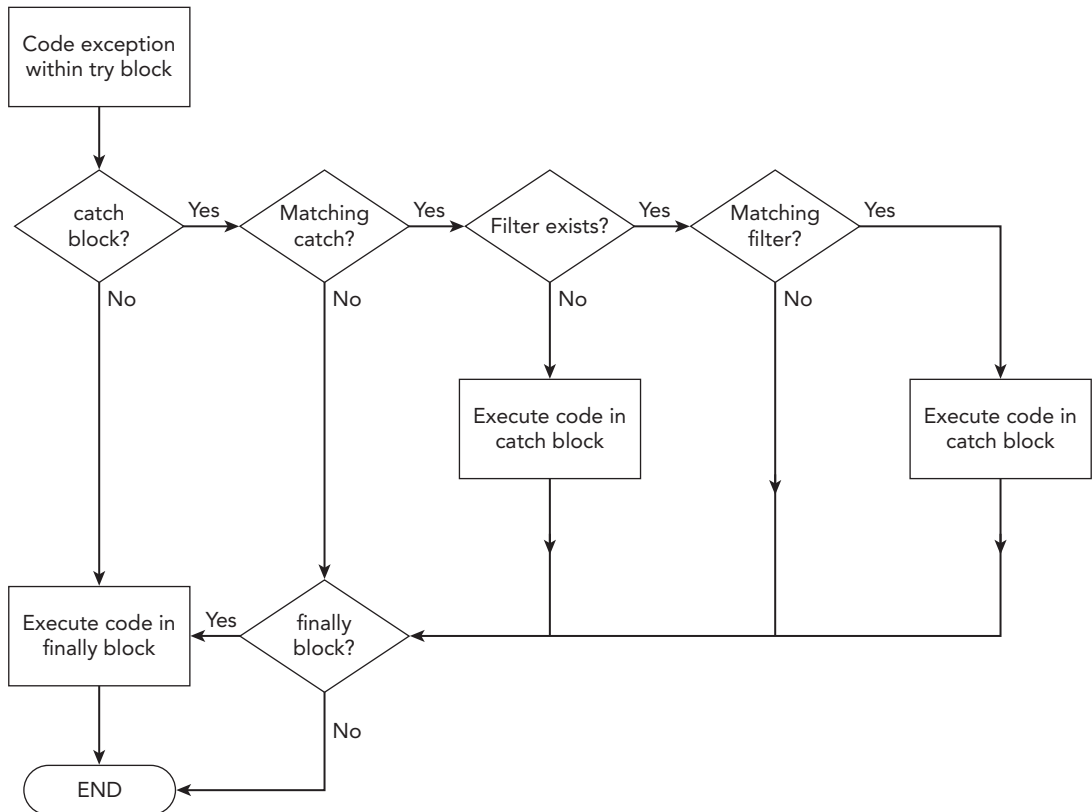 Code exception
within try block
catch
block?
Yes
Matching
catch?
Yes
Filter exists?
Yes
Matching
filter?
Yes
No
No
No
No
Execute code in
catch block
Execute code in
catch block
Execute code in
finally block
Yes
finally
block?
No
END